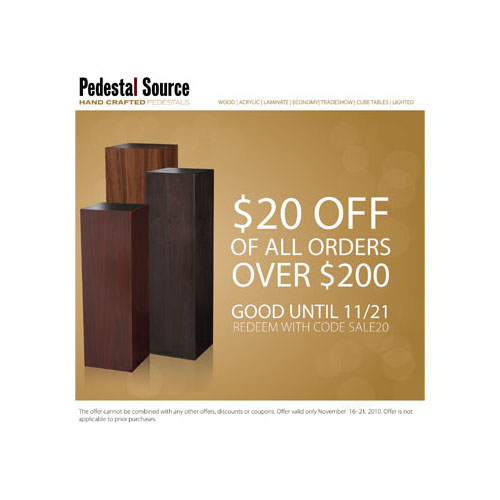 Pedestal Source
HAND CRAFTED PEDESTALS
WOOD | ACRYLIC | LAMINATE | ECONOMY| TRADESHOW | CUBE TABLES | LIGHTED
$20 OFF
OF ALL ORDERS
OVER $200
GOOD UNTIL 11/21
REDEEM WITH CODE SALE20
The offer cannot be combined with any other offers, discounts or coupons. Offer valid only November 16- 21, 2010. Offer is not
applicable to prior purchases.